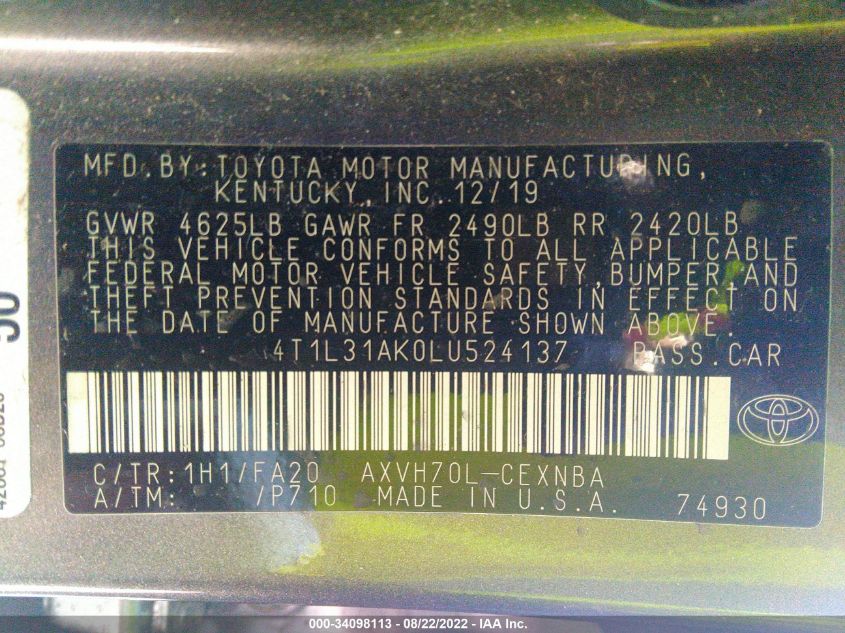 MFD.BY:TOYOTA MOTOR MANUFACTURING,
KENTUCKY,INC.12/19
GVWR 4625LB GAWR FR 2490LB RR 2420LB
THIS VEHICLE CONFORMS TO ALL APPLICABLE
FEDERAL MOTOR VEHICLE SAFETY,BUMPER,AND
THEFT PREVENTION STANDARDS IN EFFECT ON
THE DATE OF MANUFACTURE SHOWN ABOVE.
4T1L31AK0LU524137 PASS.CAR
C/TR:1H1/FA20 AXVH70L-CEXNBA
A/TM: /P710 MADE IN U.S.A. 74930
50
000-34098113 - 08/22/2022 - IAA Inc.